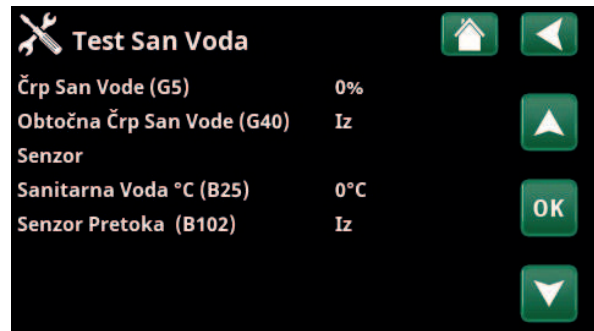 Test San Voda
Črp San Vode (G5) 0%
Obtočna Črp San Vode (G40) Iz
Senzor
Sanitarna Voda °C (B25) 0°C
Senzor Pretoka (B102) Iz
OK